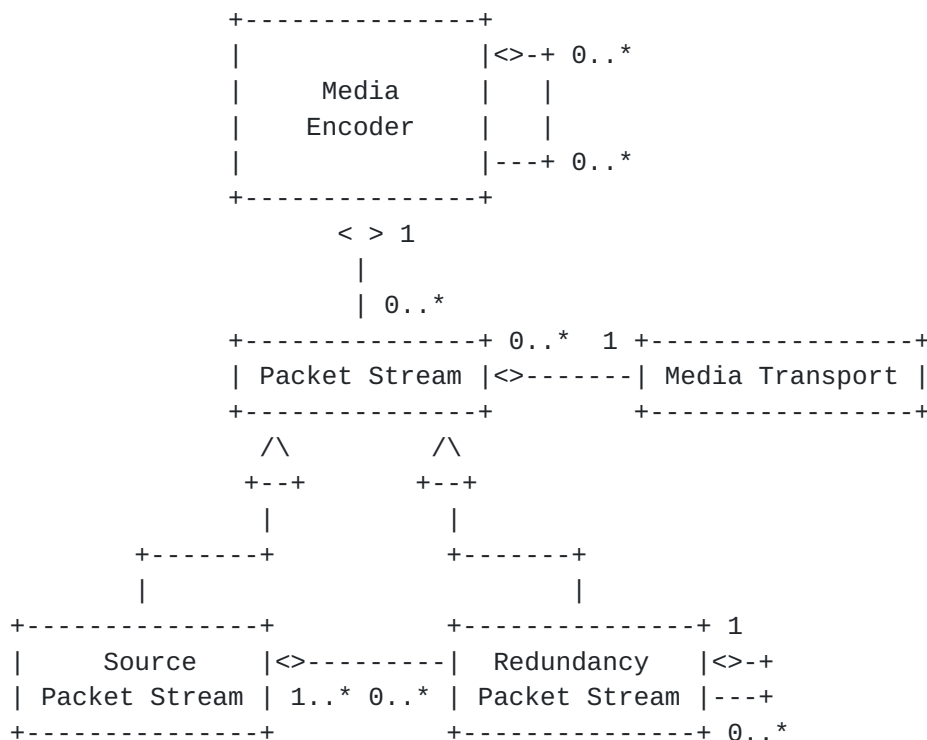 +---------------+
|               |<>-+ 0..*
|     Media     |   |
|    Encoder    |   |
|               |---+ 0..*
+---------------+
< > 1
|
| 0..*
+---------------+ 0..*  1 +-----------------+
| Packet Stream |<>-------| Media Transport |
+---------------+         +-----------------+
/\         /\
+--+       +--+
|           |
+-------+           +-------+
|                           |
+---------------+           +---------------+ 1
|     Source    |<>---------|  Redundancy   |<>-+
| Packet Stream | 1..* 0..* | Packet Stream |---+
+---------------+           +---------------+ 0..*